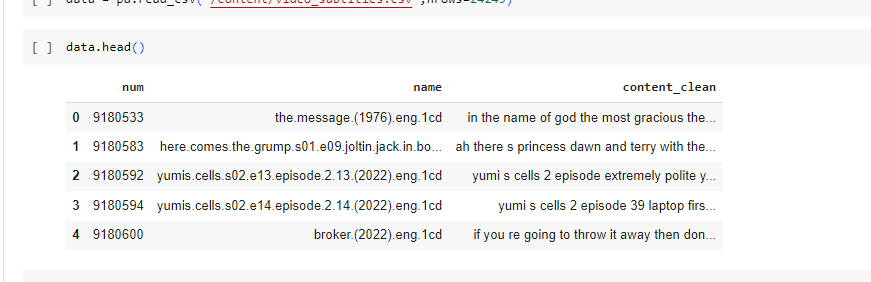 [ ] data = pd.read_csv("/content/video_subtitles.csv",nrows=24249)
[ ] data.head()
num name content_clean
0 9180533 the.message.(1976).eng.1cd in the name of god the most gracious the...
1 9180583 here.comes.the.grump.s01.e09.joltin.jack.in.bo... ah there s princess dawn and terry with the...
2 9180592 yumis.cells.s02.e13.episode.2.13.(2022).eng.1cd yumi s cells 2 episode extremely polite y...
3 9180594 yumis.cells.s02.e14.episode.2.14.(2022).eng.1cd yumi s cells 2 episode 39 laptop firs...
4 9180600 broker.(2022).eng.1cd if you re going to throw it away then don...